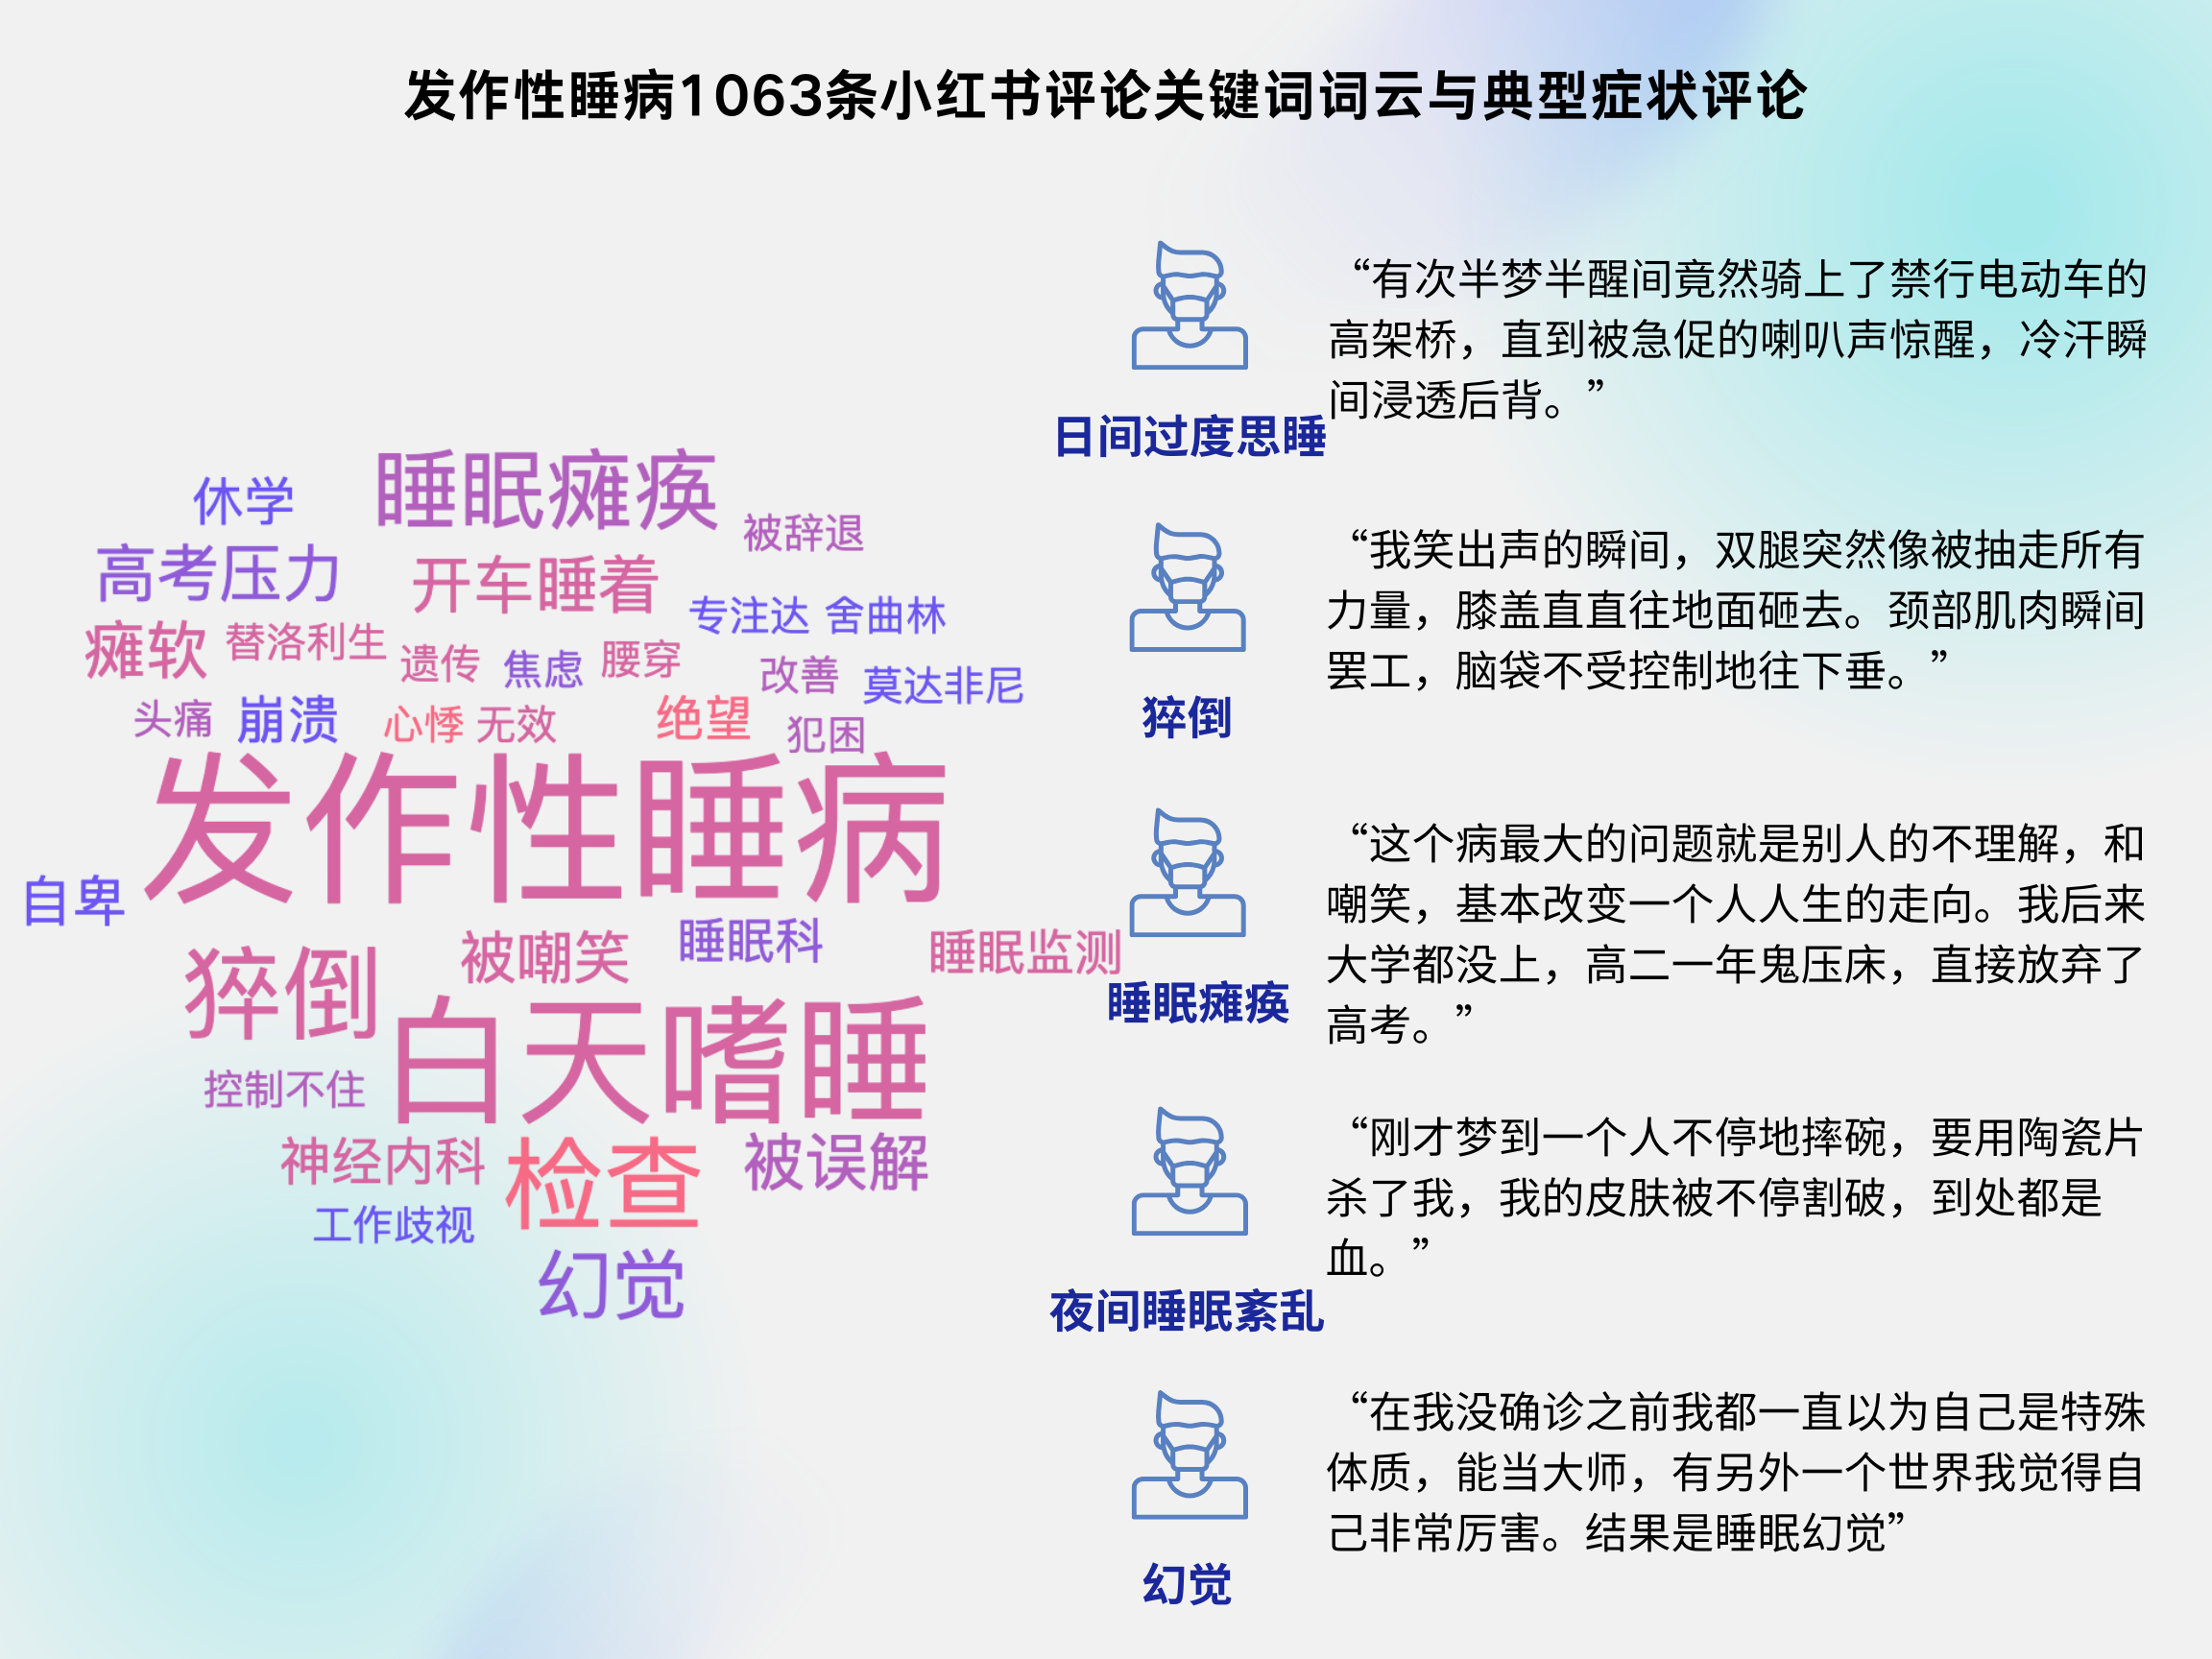 发作性睡病1063条小红书评论关键词词云与典型症状评论
休学
睡眠瘫痪
被辞退
高考压力
开车睡着
专注达 舍曲林
瘫软
替洛利生
遗传
焦虑
腰穿
改善
莫达非尼
头痛
崩溃
心悸
无效
绝望
犯困
发作性睡病
自卑
猝倒
被嘲笑
睡眠科
睡眠监测
白天嗜睡
控制不住
神经内科
检查
被误解
工作歧视
幻觉
日间过度思睡
“有次半梦半醒间竟然骑上了禁行电动车的
高架桥，直到被急促的喇叭声惊醒，冷汗瞬
间浸透后背。”
猝倒
“我笑出声的瞬间，双腿突然像被抽走所有
力量，膝盖直直往地面砸去。颈部肌肉瞬间
罢工，脑袋不受控制地往下垂。”
睡眠瘫痪
“这个病最大的问题就是别人的不理解，和
嘲笑，基本改变一个人人生的走向。我后来
大学都没上，高二一年鬼压床，直接放弃了
高考。”
夜间睡眠紊乱
“刚才梦到一个人不停地摔碗，要用陶瓷片
杀了我，我的皮肤被不停割破，到处都是
血。”
幻觉
“在我没确诊之前我都一直以为自己是特殊
体质，能当大师，有另外一个世界我觉得自
己非常厉害。结果是睡眠幻觉”